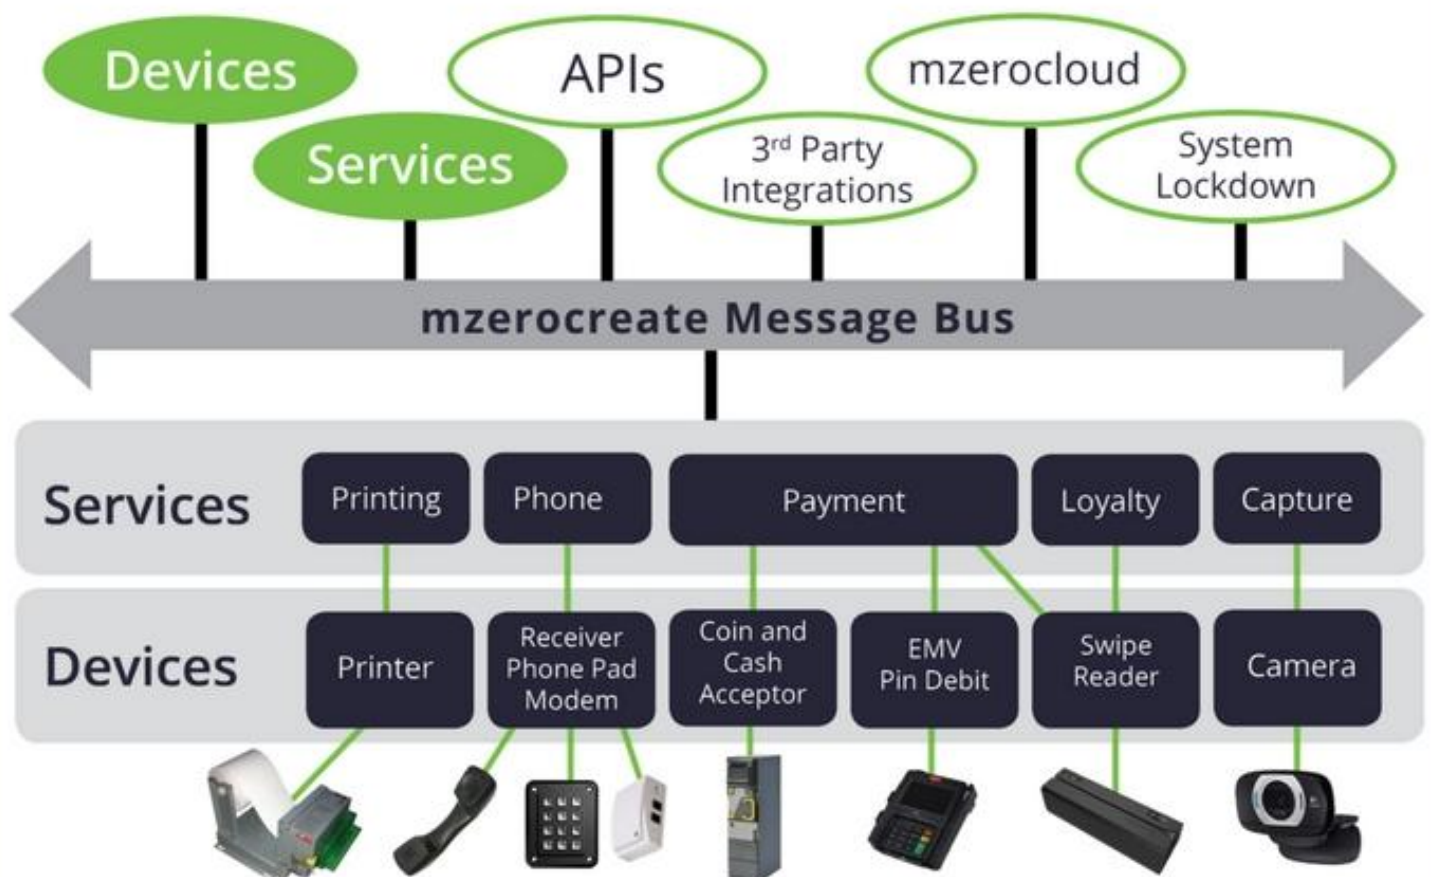 Devices
APIs
mzerocloud
Services
3rd Party
Integrations
System
Lockdown
mzerocreate Message Bus
Services
Printing
Phone
Payment
Loyalty
Capture
Devices
Printer
Receiver
Phone Pad
Modem
Coin and
Cash
Acceptor
EMV
Pin Debit
Swipe
Reader
Camera